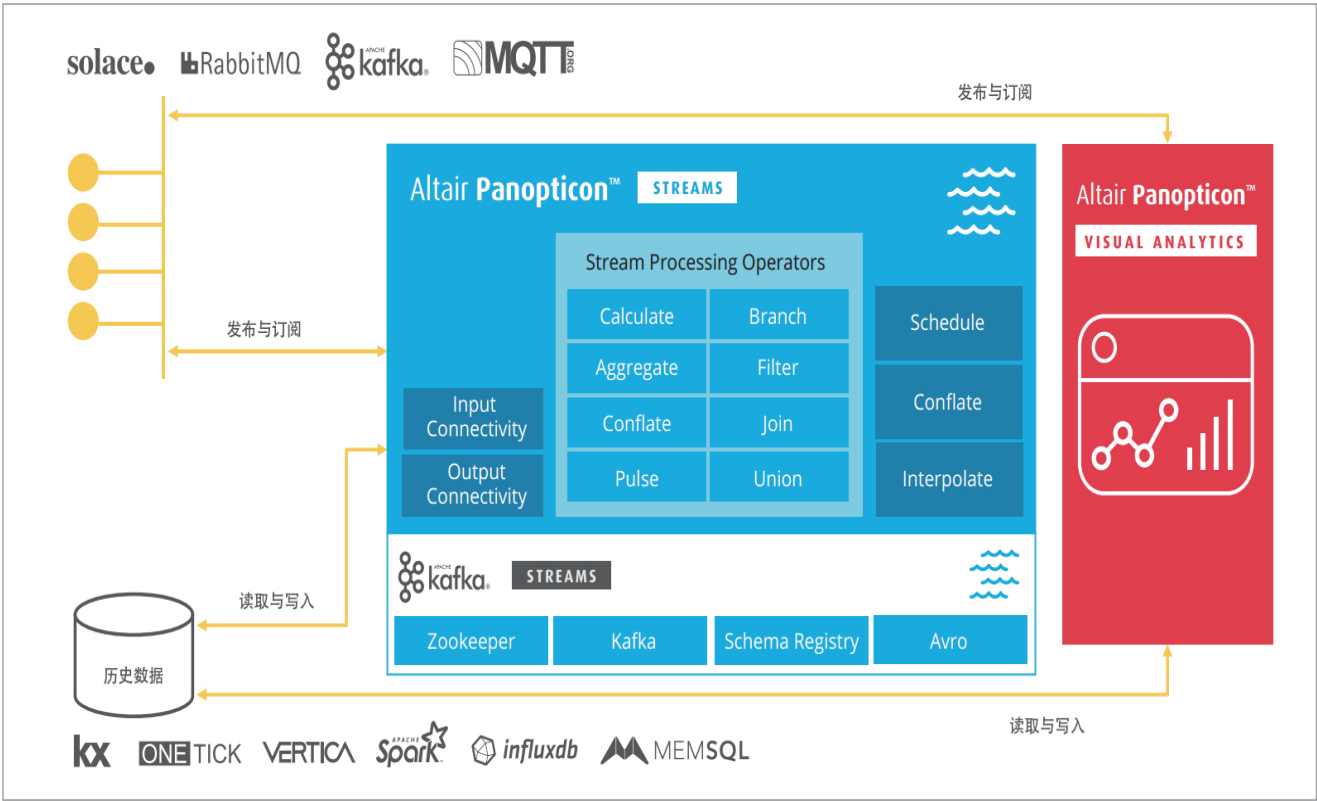 solace
RabbitMQ
APACHE
kafka®
MQTT
.ORG
发布与订阅
Altair Panopticon™
STREAMS
Altair Panopticon™
VISUAL ANALYTICS
Stream Processing Operators
Calculate
Branch
Schedule
发布与订阅
Aggregate
Filter
Input
Connectivity
Conflate
Join
Conflate
Output
Connectivity
Pulse
Union
Interpolate
APACHE
kafka®
STREAMS
读取与写入
Zookeeper
Kafka
Schema Registry
Avro
历史数据
读取与写入
kx
ONETICK
VERTICA
APACHE
Spark™
influxdb
MEMSQL